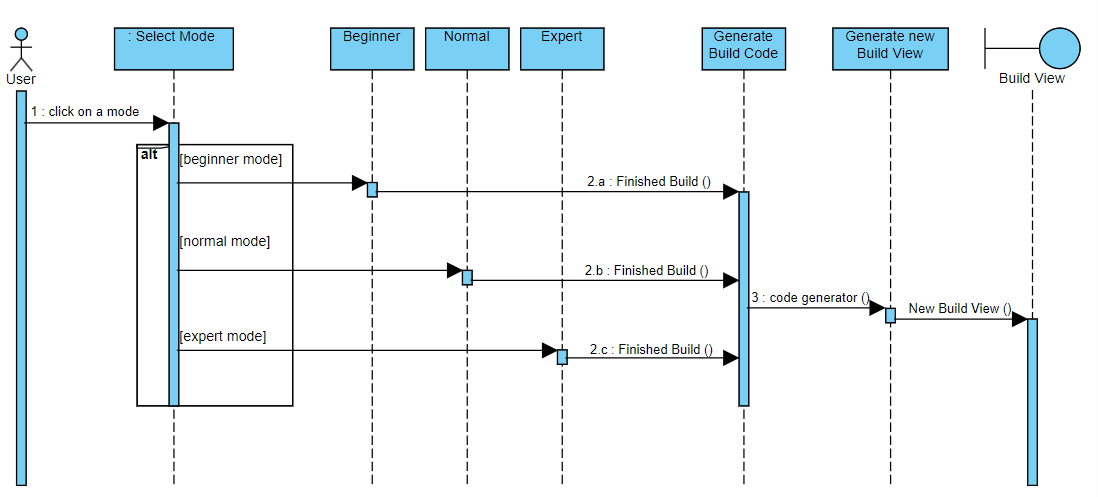 : Select Mode
Beginner
Normal
Expert
Generate
Build Code
Generate new
Build View
User
Build View
1 : click on a mode
alt
[beginner mode]
2.a : Finished Build ()
[normal mode]
2.b : Finished Build ()
3 : code generator ()
New Build View ()
[expert mode]
2.c : Finished Build ()